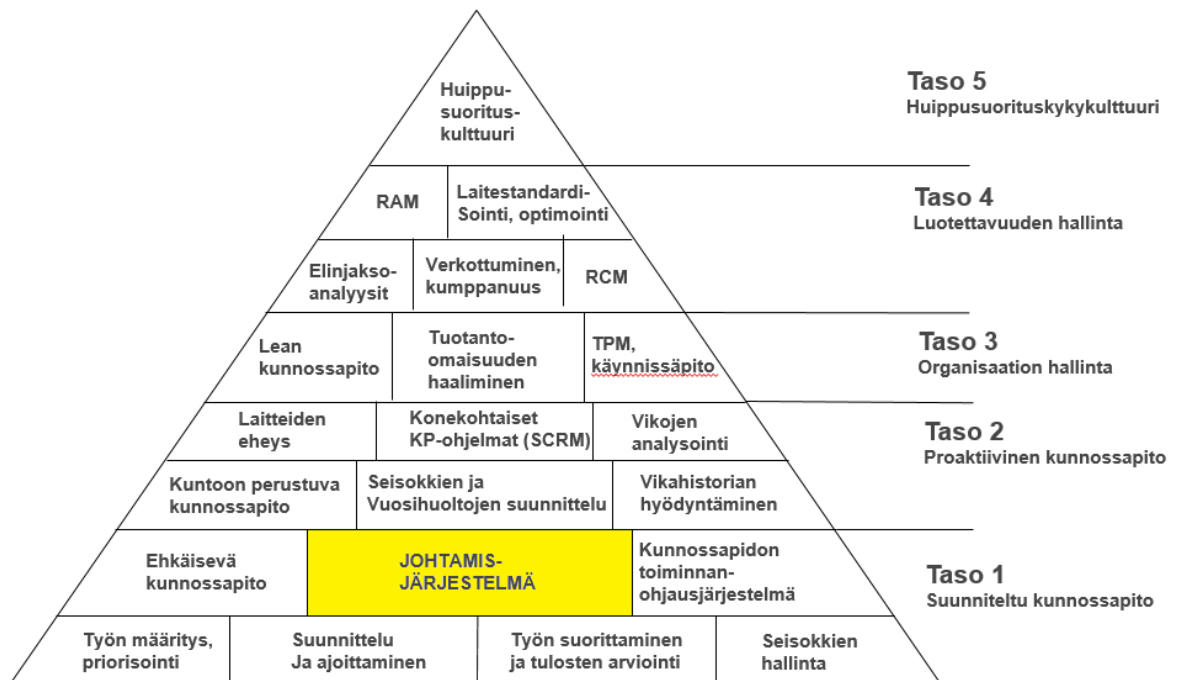 Huippu-
suoritus-
kulttuuri
Taso 5
Huippusuorituskykykulttuuri
RAM
Laitestandardi-
Sointi, optimointi
Taso 4
Luotettavuuden hallinta
Elinjakso-
analyysit
Verkottuminen,
kumppanuus
RCM
Lean
kunnossapito
Tuotanto-
omaisuuden
haaliminen
TPM,
käynnissäpito
Taso 3
Organisaation hallinta
Laitteiden
eheys
Konekohtaiset
KP-ohjelmat (SCRM)
Vikojen
analysointi
Taso 2
Proaktiivinen kunnossapito
Kuntoon perustuva
kunnossapito
Seisokkien ja
Vuosihuoltojen suunnittelu
Vikahistorian
hyödyntäminen
Ehkäisevä
kunnossapito
JOHTAMIS-
JÄRJESTELMÄ
Kunnossapidon
toiminnan-
ohjausjärjestelmä
Taso 1
Suunniteltu kunnossapito
Työn määritys,
priorisointi
Suunnittelu
Ja ajoittaminen
Työn suorittaminen
ja tulosten arviointi
Seisokkien
hallinta